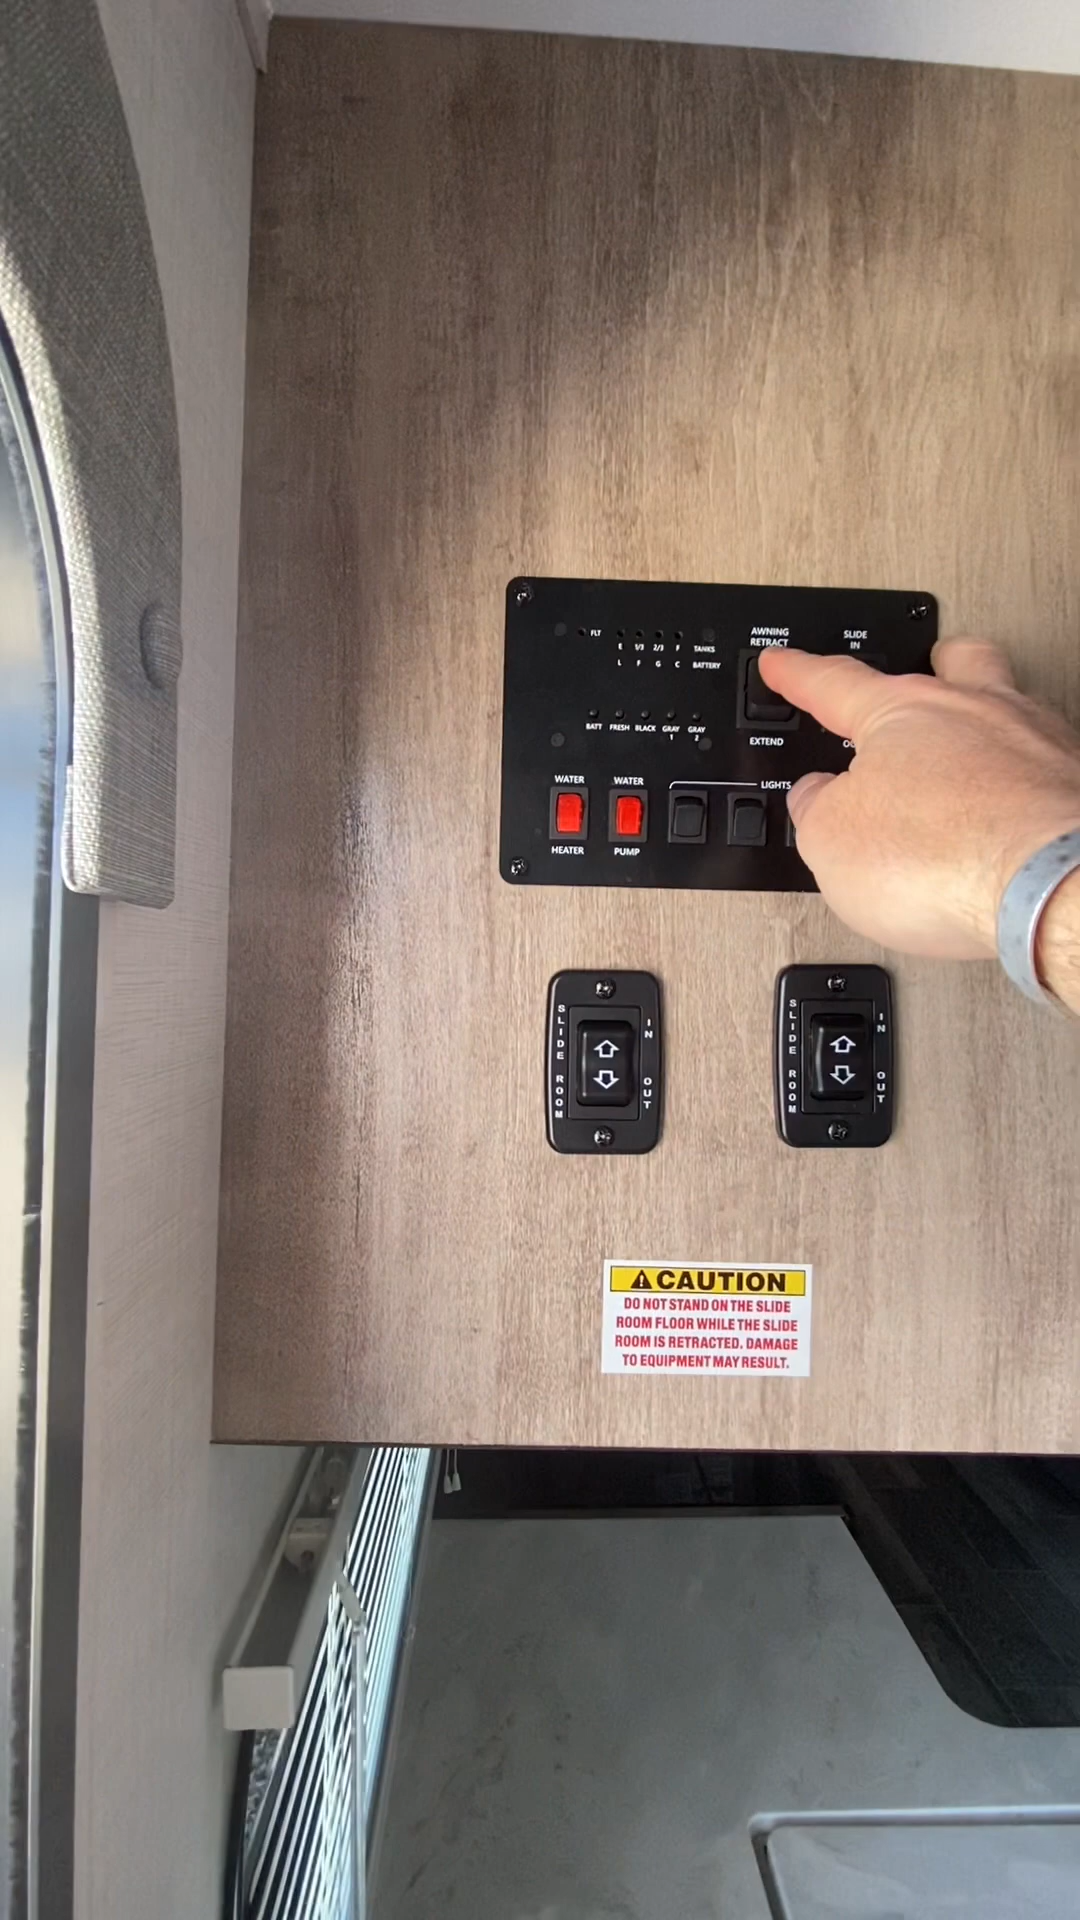 FLT
E 1/3 2/3 F TANKS
L F G C BATTERY
BATT FRESH BLACK GRAY 1 GRAY 2
AWNING
RETRACT
EXTEND
SLIDE
IN
WATER
HEATER
WATER
PUMP
LIGHTS
SLIDE ROOM
IN
OUT
SLIDE ROOM
IN
OUT
CAUTION
DO NOT STAND ON THE SLIDE
ROOM FLOOR WHILE THE SLIDE
ROOM IS RETRACTED. DAMAGE
TO EQUIPMENT MAY RESULT.